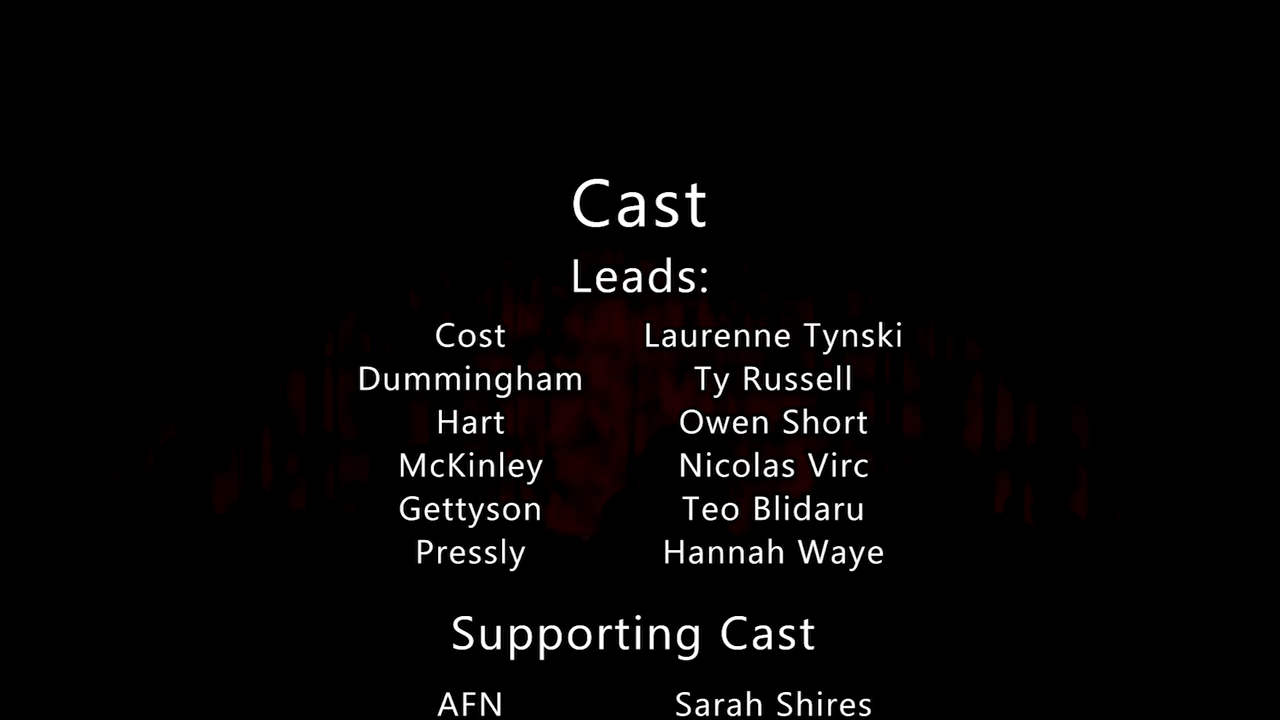 Cast
Leads:
Cost Laurenne Tynski
Dummingham Ty Russell
Hart Owen Short
McKinley Nicolas Virc
Gettyson Teo Blidaru
Pressly Hannah Waye
Supporting Cast
AFN Sarah Shires